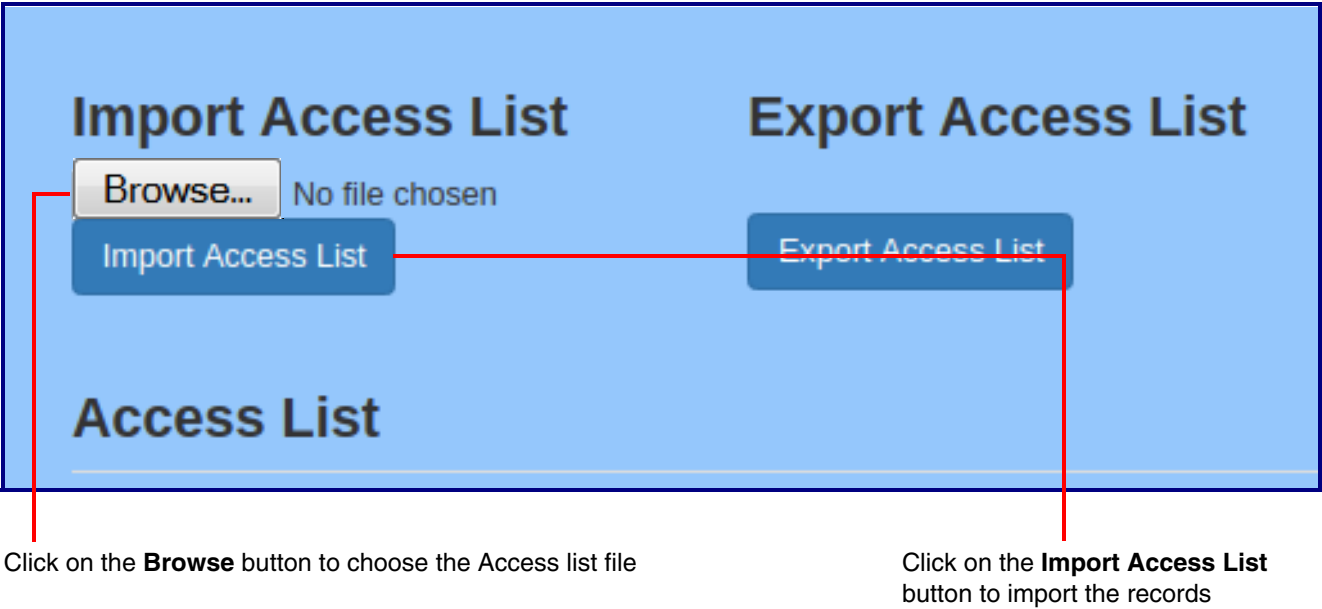 Import Access List
Export Access List
Browse...
No file chosen
Import Access List
Export Access List
Access List
Click on the Browse button to choose the Access list file
Click on the Import Access List
button to import the records